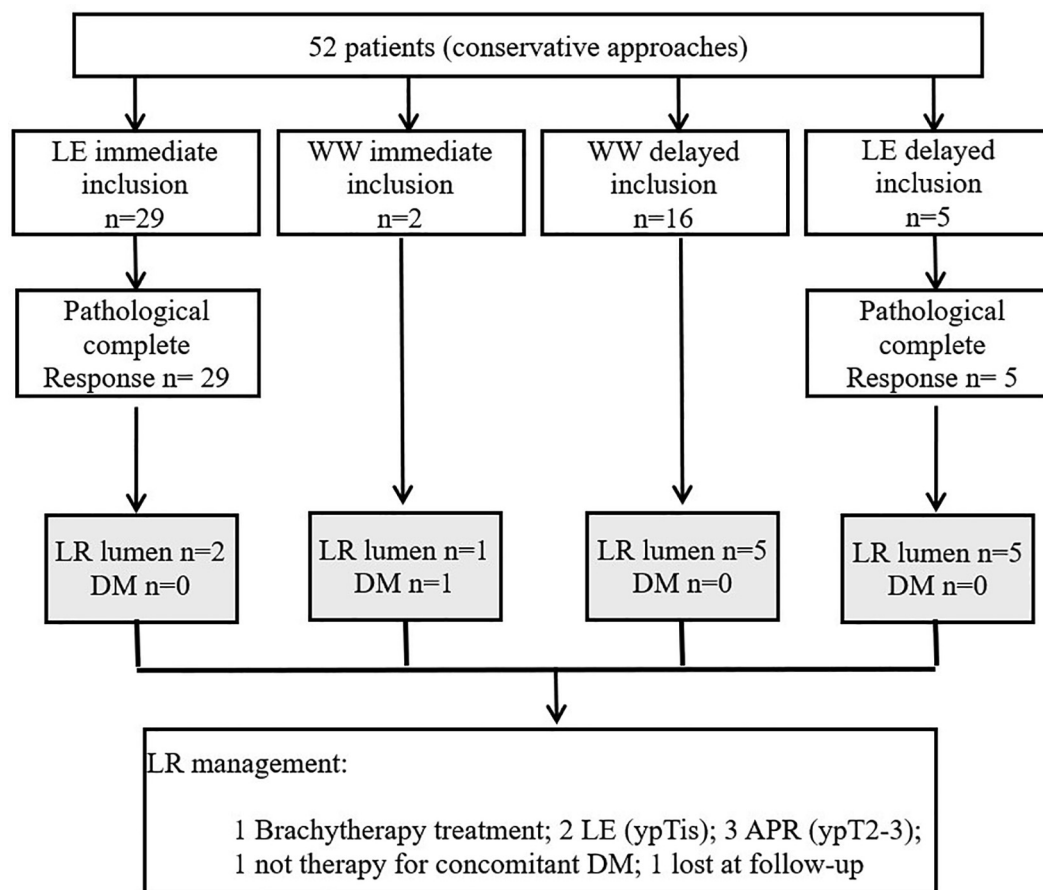 52 patients (conservative approaches)
LE immediate
inclusion
n=29
WW immediate
inclusion
n=2
WW delayed
inclusion
n=16
LE delayed
inclusion
n=5
Pathological
complete
Response n= 29
Pathological
complete
Response n= 5
LR lumen n=2
DM n=0
LR lumen n=1
DM n=1
LR lumen n=5
DM n=0
LR lumen n=5
DM n=0
LR management:
1 Brachytherapy treatment; 2 LE (ypTis); 3 APR (ypT2-3);
1 not therapy for concomitant DM; 1 lost at follow-up